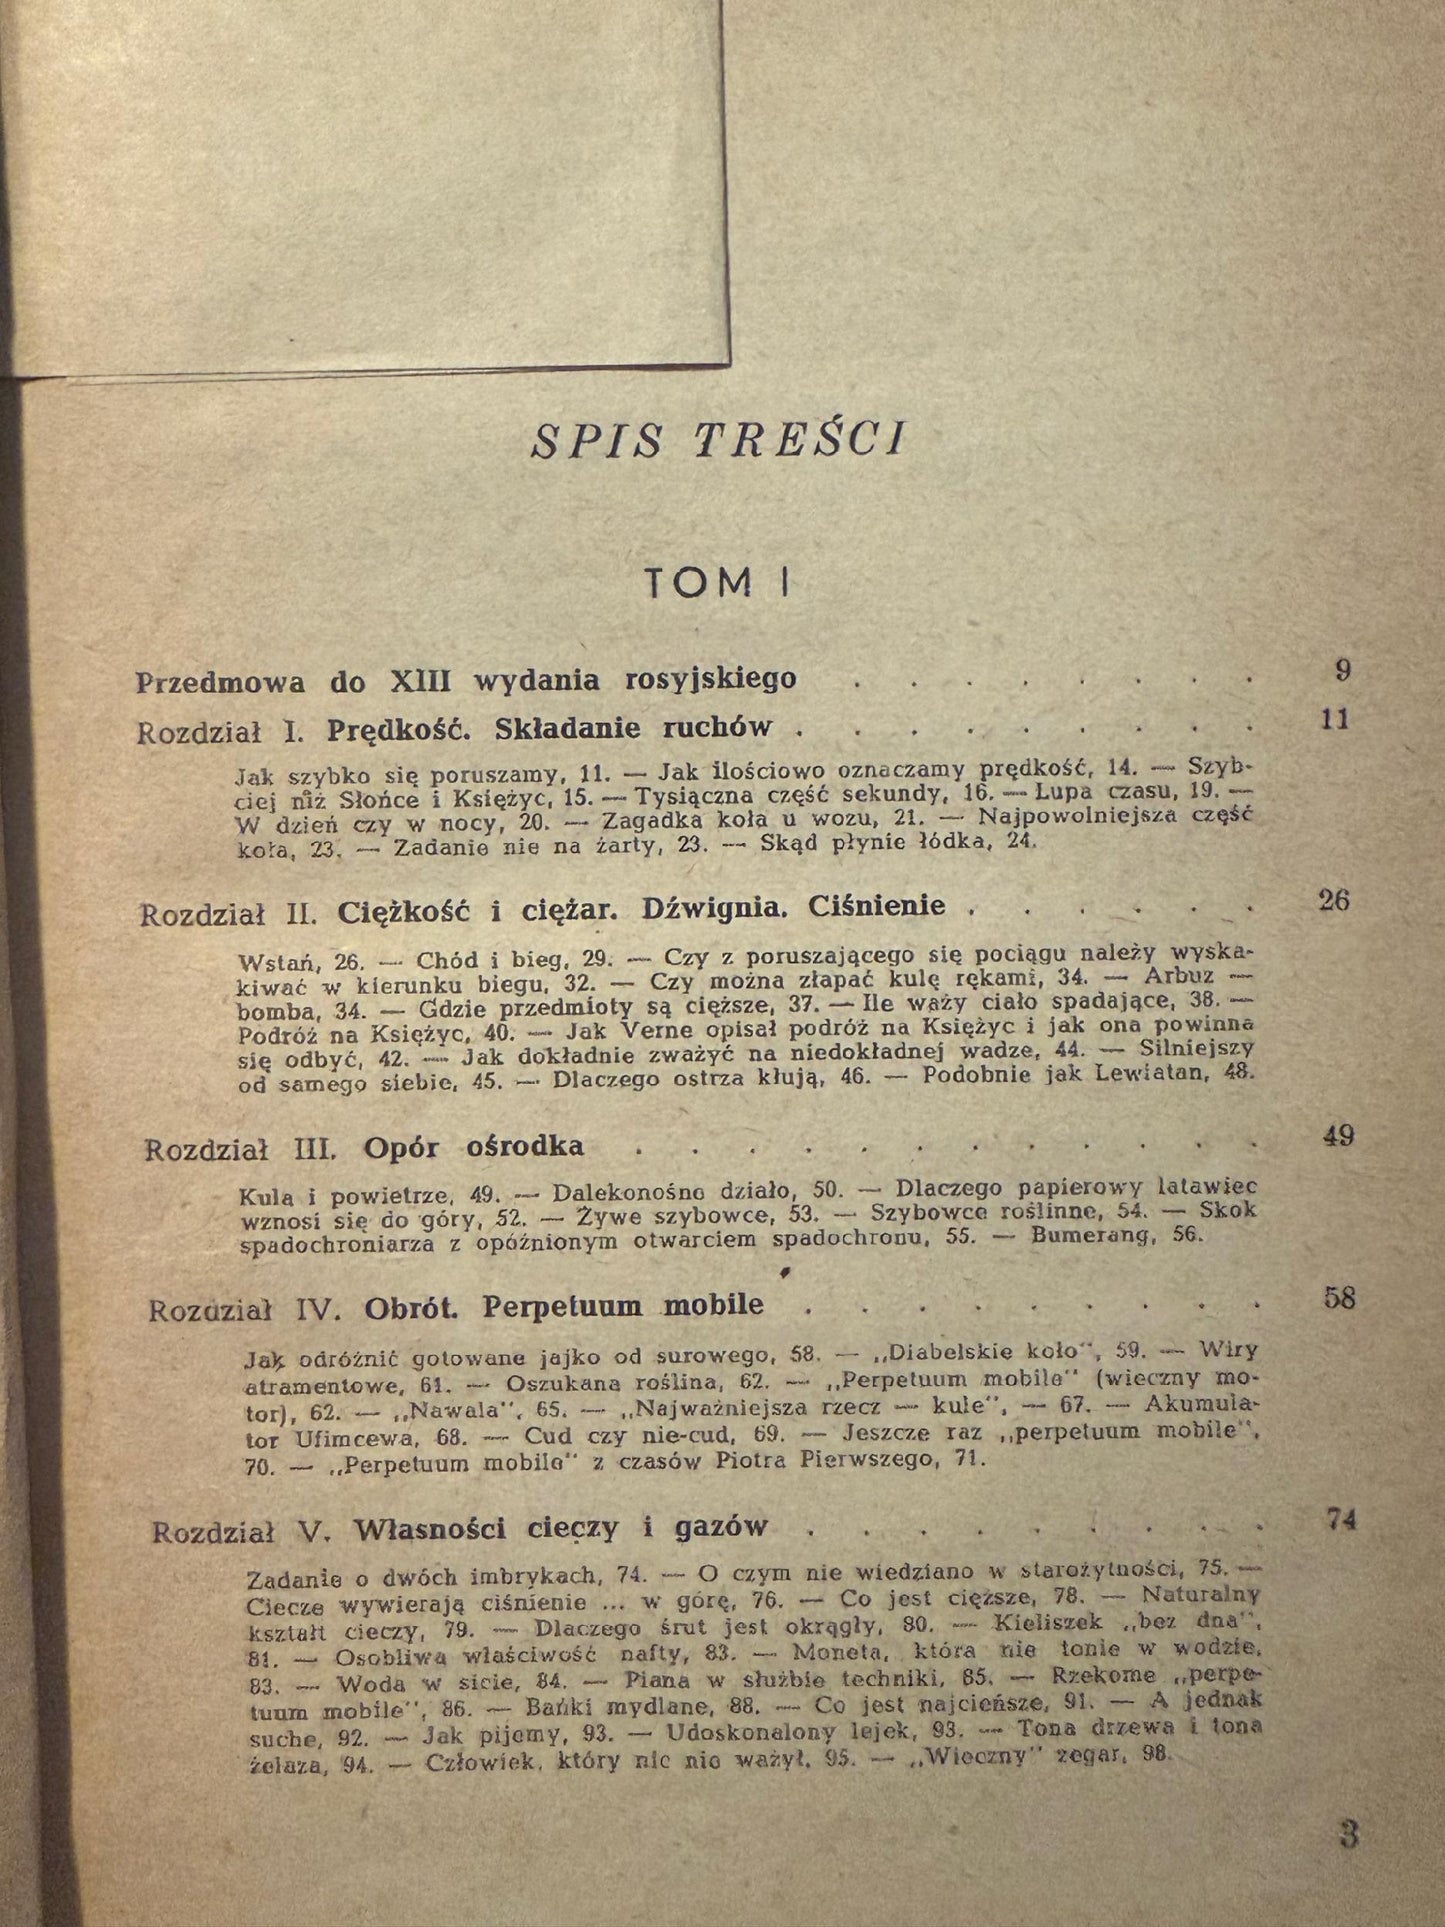 SPIS TREŚCI
TOM I
Przedmowa do XIII wydania rosyjskiego . . . . . . . . 9
Rozdział I. Prędkość. Składanie ruchów . . . . . . . . . 11
Jak szybko się poruszamy, 11. — Jak ilościowo oznaczamy prędkość, 14. — Szyb-
ciej niż Słońce i Księżyc, 15. — Tysiączna część sekundy, 16. — Lupa czasu, 19. —
W dzień czy w nocy, 20. — Zagadka koła u wozu, 21. — Najpowolniejsza część
koła, 23. — Zadanie nie na żarty, 23. — Skąd płynie łódka, 24.
Rozdział II. Ciężkość i ciężar. Dźwignia. Ciśnienie . . . . . . 26
Wstań, 26. — Chód i bieg, 29. — Czy z poruszającego się pociągu należy wyska-
kiwać w kierunku biegu, 32. — Czy można złapać kulę rękami, 34. — Arbuz —
bomba, 34. — Gdzie przedmioty są cięższe, 37. — Ile waży ciało spadające, 38. —
Podróż na Księżyc, 40. — Jak Verne opisał podróż na Księżyc i jak ona powinna
się odbyć, 42. — Jak dokładnie zważyć na niedokładnej wadze, 44. — Silniejszy
od samego siebie, 45. — Dlaczego ostrza kłują, 46. — Podobnie jak Lewiatan, 48.
Rozdział III. Opór ośrodka . . . . . . . . . . . . 49
Kula i powietrze, 49. — Dalekonośne działo, 50. — Dlaczego papierowy latawiec
wznosi się do góry, 52. — Żywe szybowce, 53. — Szybowce roślinne, 54. — Skok
spadochroniarza z opóźnionym otwarciem spadochronu, 55. — Bumerang, 56.
Rozdział IV. Obrót. Perpetuum mobile . . . . . . . . . 58
Jak odróżnić gotowane jajko od surowego, 58. — „Diabelskie koło", 59. — Wiry
atramentowe, 61. — Oszukana roślina, 62. — „Perpetuum mobile" (wieczny mo-
tor), 62. — „Nawala", 65. — „Najważniejsza rzecz — kule", — 67. — Akumula-
tor Ufimcewa, 68. — Cud czy nie-cud, 69. — Jeszcze raz „perpetuum mobile",
70. — „Perpetuum mobile" z czasów Piotra Pierwszego, 71.
Rozdział V. Własności cieczy i gazów . . . . . . . . . 74
Zadanie o dwóch imbrykach, 74. — O czym nie wiedziano w starożytności, 75. —
Ciecze wywierają ciśnienie ... w górę, 76. — Co jest cięższe, 78. — Naturalny
kształt cieczy, 79. — Dlaczego śrut jest okrągły, 80. — Kieliszek „bez dna",
81. — Osobliwa właściwość nafty, 83. — Moneta, która nie tonie w wodzie,
83. — Woda w sicie, 84. — Piana w służbie techniki, 85. — Rzekome „perpe-
tuum mobile", 86. — Bańki mydlane, 88. — Co jest najcieńsze, 91. — A jednak
suche, 92. — Jak pijemy, 93. — Udoskonalony lejek, 93. — Tona drzewa i tona
żelaza, 94. — Człowiek, który nic nie ważył, 95. — „Wieczny" zegar, 98.
3